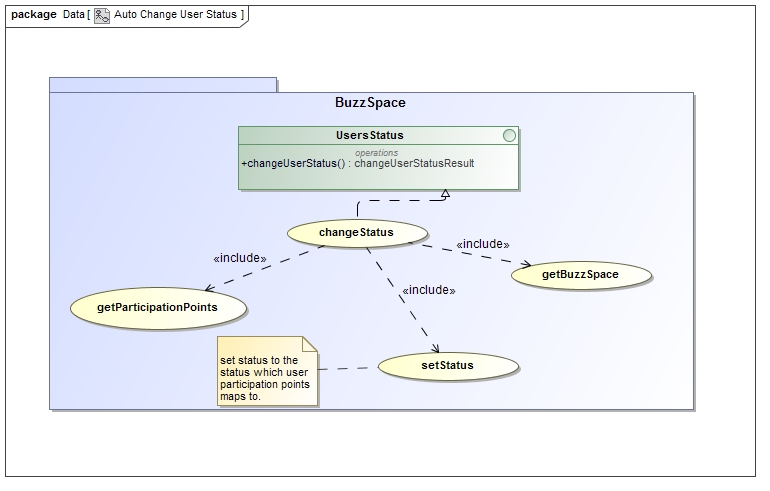 package Data [ Auto Change User Status ]
BuzzSpace
UsersStatus
operations
+changeUserStatus() : changeUserStatusResult
changeStatus
«include»
«include»
getBuzzSpace
«include»
getParticipationPoints
set status to the
status which user
participation points
maps to.
setStatus